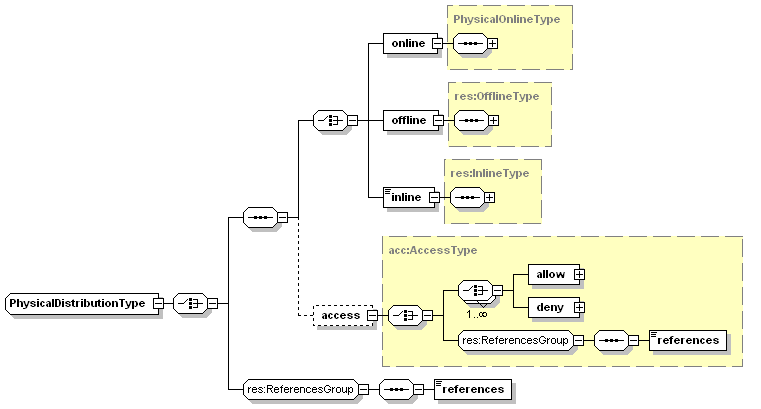 PhysicalOnlineType
online
res:OfflineType
offline
res:InlineType
inline
acc:AccessType
allow
deny
1..∞
access
res:ReferencesGroup
references
PhysicalDistributionType
res:ReferencesGroup
references